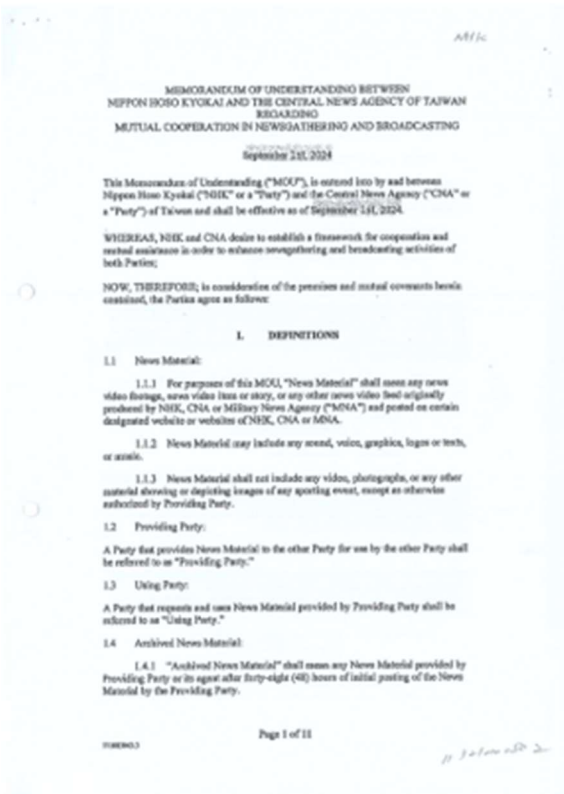 NHK
MEMORANDUM OF UNDERSTANDING BETWEEN
NIPPON HOSO KYOKAI AND THE CENTRAL NEWS AGENCY OF TAIWAN
REGARDING
MUTUAL COOPERATION IN NEWSGATHERING AND BROADCASTING
September 1st, 2024
This Memorandum of Understanding ("MOU"), is entered into by and between
Nippon Hoso Kyokai ("NHK" or a "Party") and the Central News Agency ("CNA" or
a "Party") of Taiwan and shall be effective as of September 1st, 2024.
WHEREAS, NHK and CNA desire to establish a framework for cooperation and
mutual assistance in order to enhance newsgathering and broadcasting activities of
both Parties;
NOW, THEREFORE; in consideration of the premises and mutual covenants herein
contained, the Parties agree as follows:
I. DEFINITIONS
1.1 News Material:
1.1.1 For purposes of this MOU, "News Material" shall mean any news
video footage, news video item or story, or any other news video feed originally
produced by NHK, CNA or Military News Agency ("MNA") and posted on certain
designated website or websites of NHK, CNA or MNA.
1.1.2 News Material may include any sound, voice, graphics, logos or texts,
or music.
1.1.3 News Material shall not include any video, photographs, or any other
material showing or depicting images of any sporting event, except as otherwise
authorized by Providing Party.
1.2 Providing Party:
A Party that provides News Material to the other Party for use by the other Party shall
be referred to as "Providing Party."
1.3 Using Party:
A Party that requests and uses News Material provided by Providing Party shall be
referred to as "Using Party."
1.4 Archived News Material:
1.4.1 "Archived News Material" shall mean any News Material provided by
Providing Party or its agent after forty-eight (48) hours of initial posting of the News
Material by the Providing Party.
Page 1 of 11